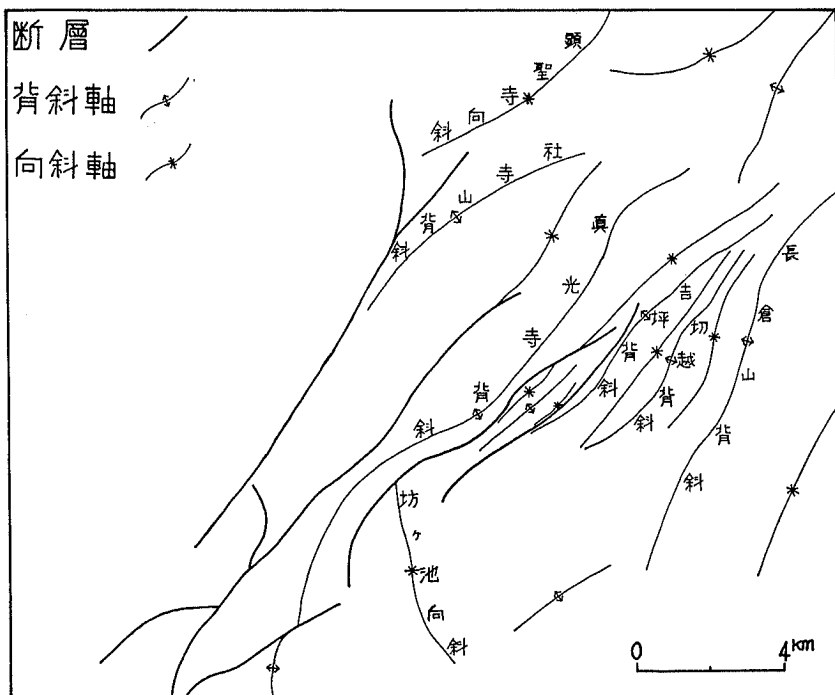 断層
背斜軸
向斜軸
顕聖寺向斜
社寺山背斜
真光寺背斜
吉坪背斜
切越背斜
長倉山背斜
坊ヶ池向斜
0 4 km